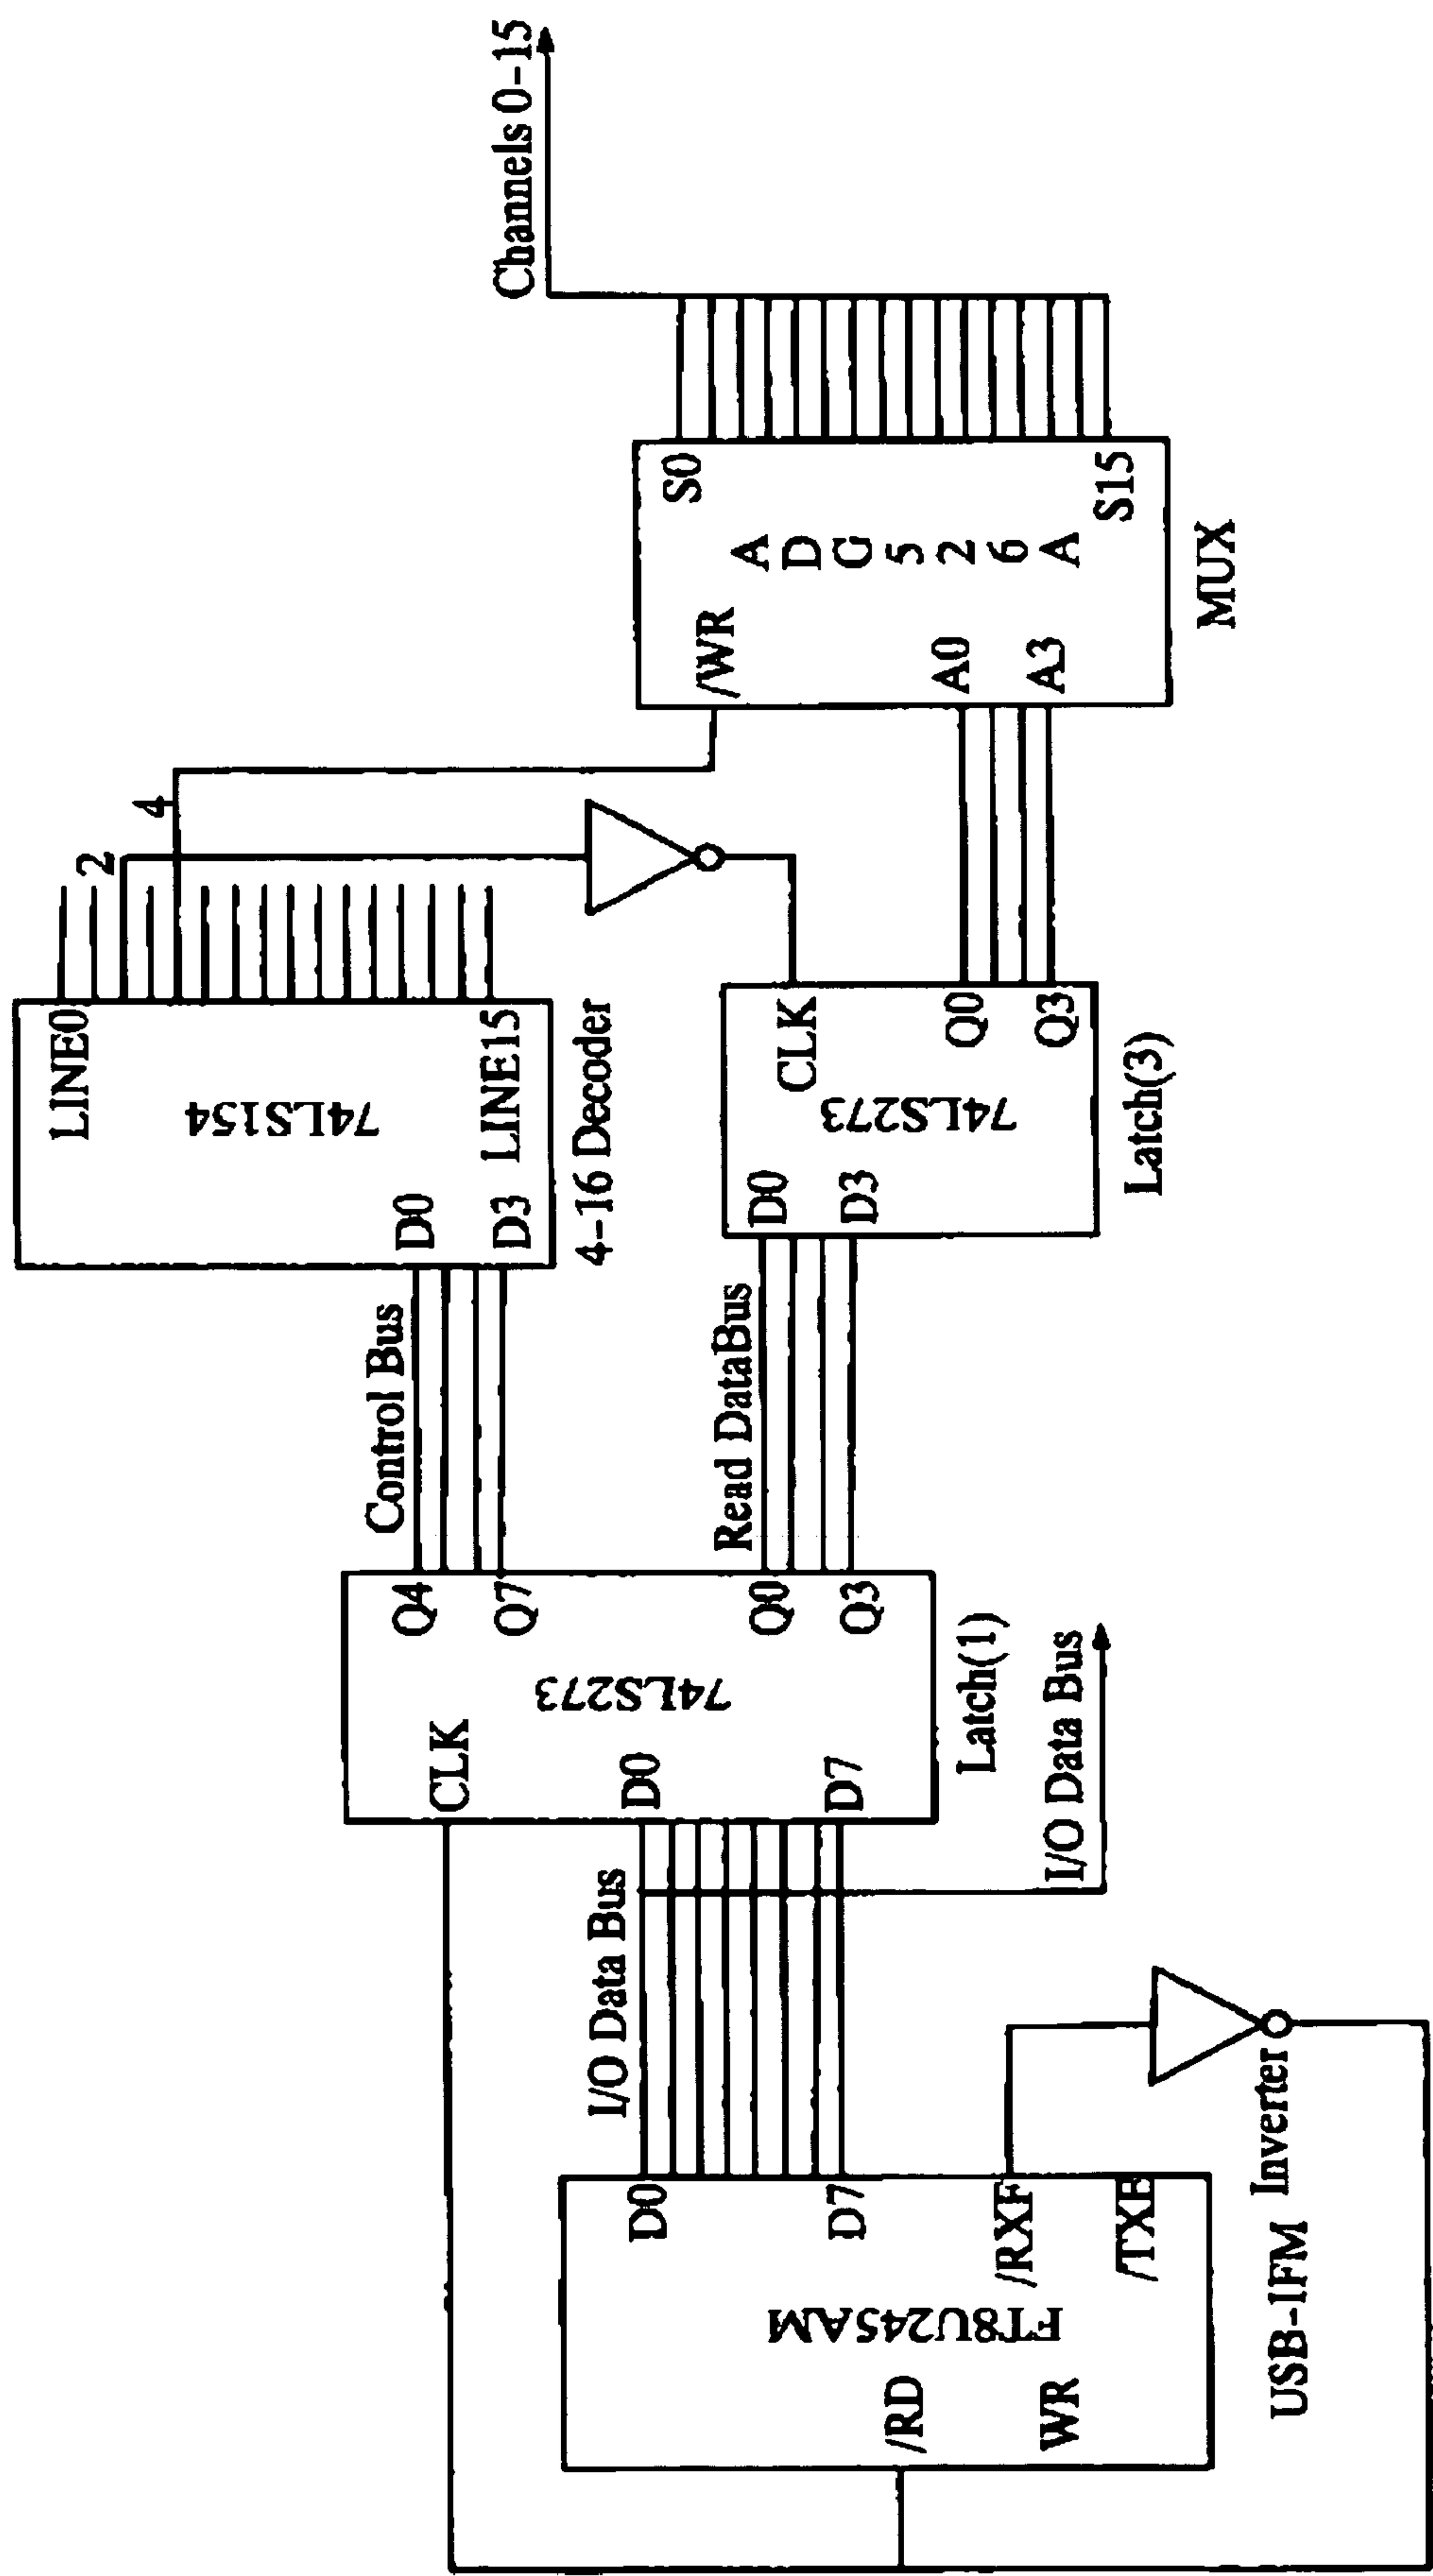 FT8U245AM
/RD
WR
D0
D7
/RXF
/TXE
USB-IFM
Inverter
I/O Data Bus
I/O Data Bus
CLK
D0
D7
74LS273
Q4
Q7
Q0
Q3
Latch(1)
Control Bus
Read DataBus
D0
D3
74LS154
LINE0
LINE15
4-16 Decoder
2
4
D0
D3
74LS273
CLK
Q0
Q3
Latch(3)
/WR
A0
A3
A
D
G
5
2
6
A
S0
S15
MUX
Channels 0-15